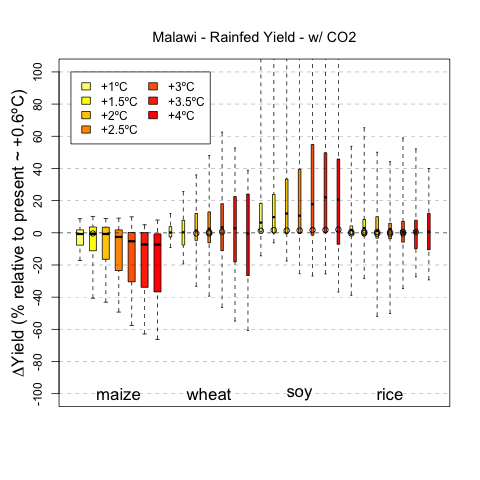 Malawi - Rainfed Yield - w/ CO2
ΔYield (% relative to present ~ +0.6ºC)
100
80
60
40
20
0
-20
-40
-60
-80
-100
+1ºC
+1.5ºC
+2ºC
+2.5ºC
+3ºC
+3.5ºC
+4ºC
maize wheat soy rice